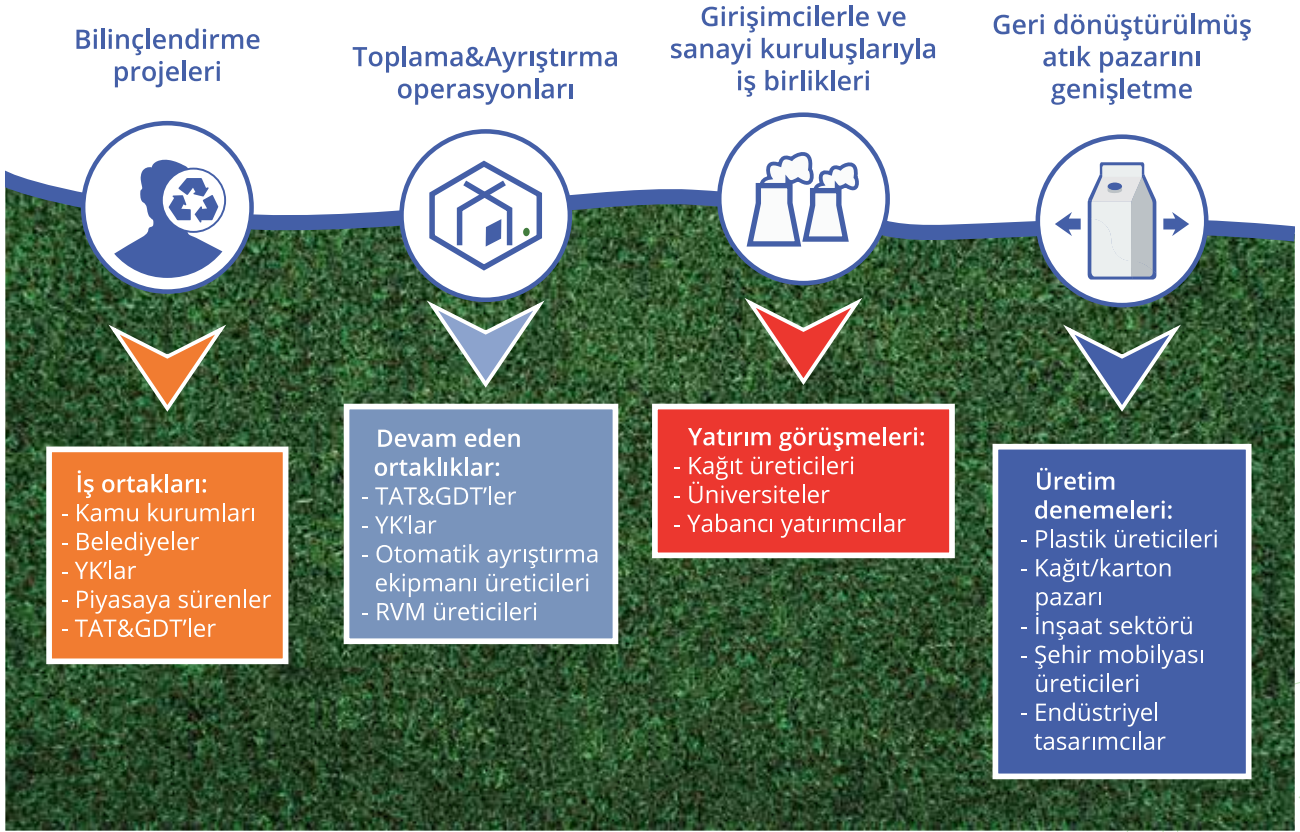 Bilinçlendirme
projeleri
Toplama&Ayrıştırma
operasyonları
Girişimcilerle ve
sanayi kuruluşlarıyla
iş birlikleri
Geri dönüştürülmüş
atık pazarını
genişletme
İş ortakları:
- Kamu kurumları
- Belediyeler
- YK'lar
- Piyasaya sürenler
- TAT&GDT'ler
Devam eden
ortaklıklar:
- TAT&GDT'ler
- YK'lar
- Otomatik ayrıştırma
ekipmanı üreticileri
- RVM üreticileri
Yatırım görüşmeleri:
- Kağıt üreticileri
- Üniversiteler
- Yabancı yatırımcılar
Üretim
denemeleri:
- Plastik üreticileri
- Kağıt/karton
pazarı
- İnşaat sektörü
- Şehir mobilyası
üreticileri
- Endüstriyel
tasarımcılar